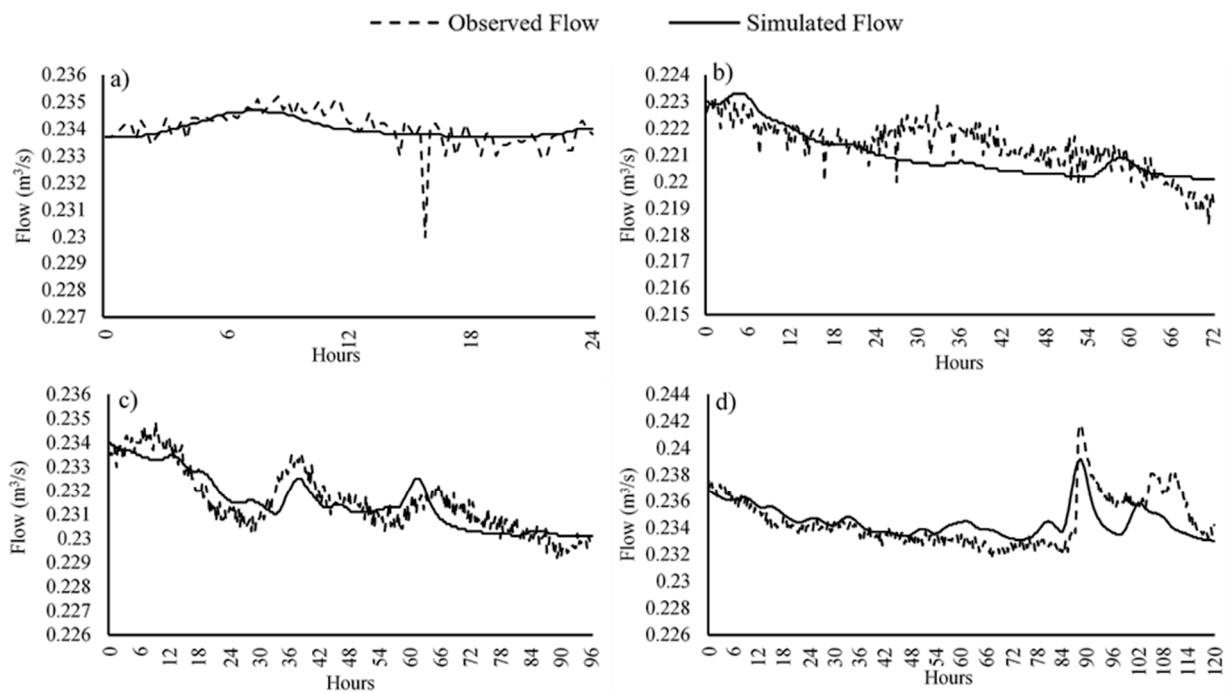 Observed Flow Simulated Flow
a)
Flow (m³/s)
0.236
0.235
0.234
0.233
0.232
0.231
0.23
0.229
0.228
0.227
0 6 12 18 24
Hours
b)
Flow (m³/s)
0.224
0.223
0.222
0.221
0.22
0.219
0.218
0.217
0.216
0.215
0 6 12 18 24 30 36 42 48 54 60 66 72
Hours
c)
Flow (m³/s)
0.236
0.235
0.234
0.233
0.232
0.231
0.23
0.229
0.228
0.227
0.226
0 6 12 18 24 30 36 42 48 54 60 66 72 78 84 90 96
Hours
d)
Flow (m³/s)
0.244
0.242
0.24
0.238
0.236
0.234
0.232
0.23
0.228
0.226
0 6 12 18 24 30 36 42 48 54 60 66 72 78 84 90 96 102 108 114 120
Hours